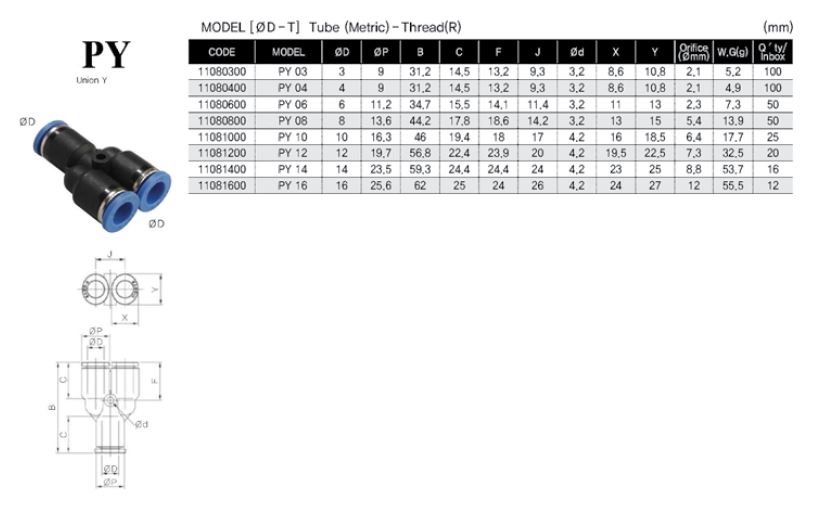 MODEL [ØD-T] Tube (Metric)-Thread(R) (mm)
PY
Union Y
CODE MODEL ØD ØP B C F J Ød X Y Orifice (Ømm) W,G(g) Q´ty/ Inbox
11080300 PY 03 3 9 31,2 14,5 13,2 9,3 3,2 8,6 10,8 2,1 5,2 100
11080400 PY 04 4 9 31,2 14,5 13,2 9,3 3,2 8,6 10,8 2,1 4,9 100
11080600 PY 06 6 11,2 34,7 15,5 14,1 11,4 3,2 11 13 2,3 7,3 50
11080800 PY 08 8 13,6 44,2 17,8 18,6 14,2 3,2 13 15 5,4 13,9 50
11081000 PY 10 10 16,3 46 19,4 18 17 4,2 16 18,5 6,4 17,7 25
11081200 PY 12 12 19,7 56,8 22,4 23,9 20 4,2 19,5 22,5 7,3 32,5 20
11081400 PY 14 14 23,5 59,3 24,4 24,4 24 4,2 23 25 8,8 53,7 16
11081600 PY 16 16 25,6 62 25 24 26 4,2 24 27 12 55,5 12
ØD
ØD
J
Y
X
ØP
ØD
C
F
B
Ød
C
ØD
ØP